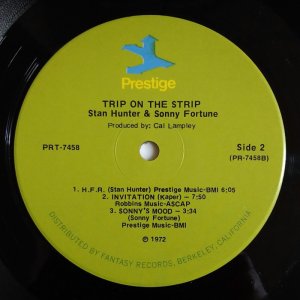 Prestige
TRIP ON THE STRIP
Stan Hunter & Sonny Fortune
Produced by: Cal Lampley
PRT-7458
Side 2
(PR-7458B)
1. H.F.R. (Stan Hunter) Prestige Music-BMI 6:05
2. INVITATION (Kaper) - 7:50
Robbins Music-ASCAP
3. SONNY'S MOOD - 3:34
(Sonny Fortune)
Prestige Music-BMI
℗ 1972
DISTRIBUTED BY FANTASY RECORDS, BERKELEY, CALIFORNIA